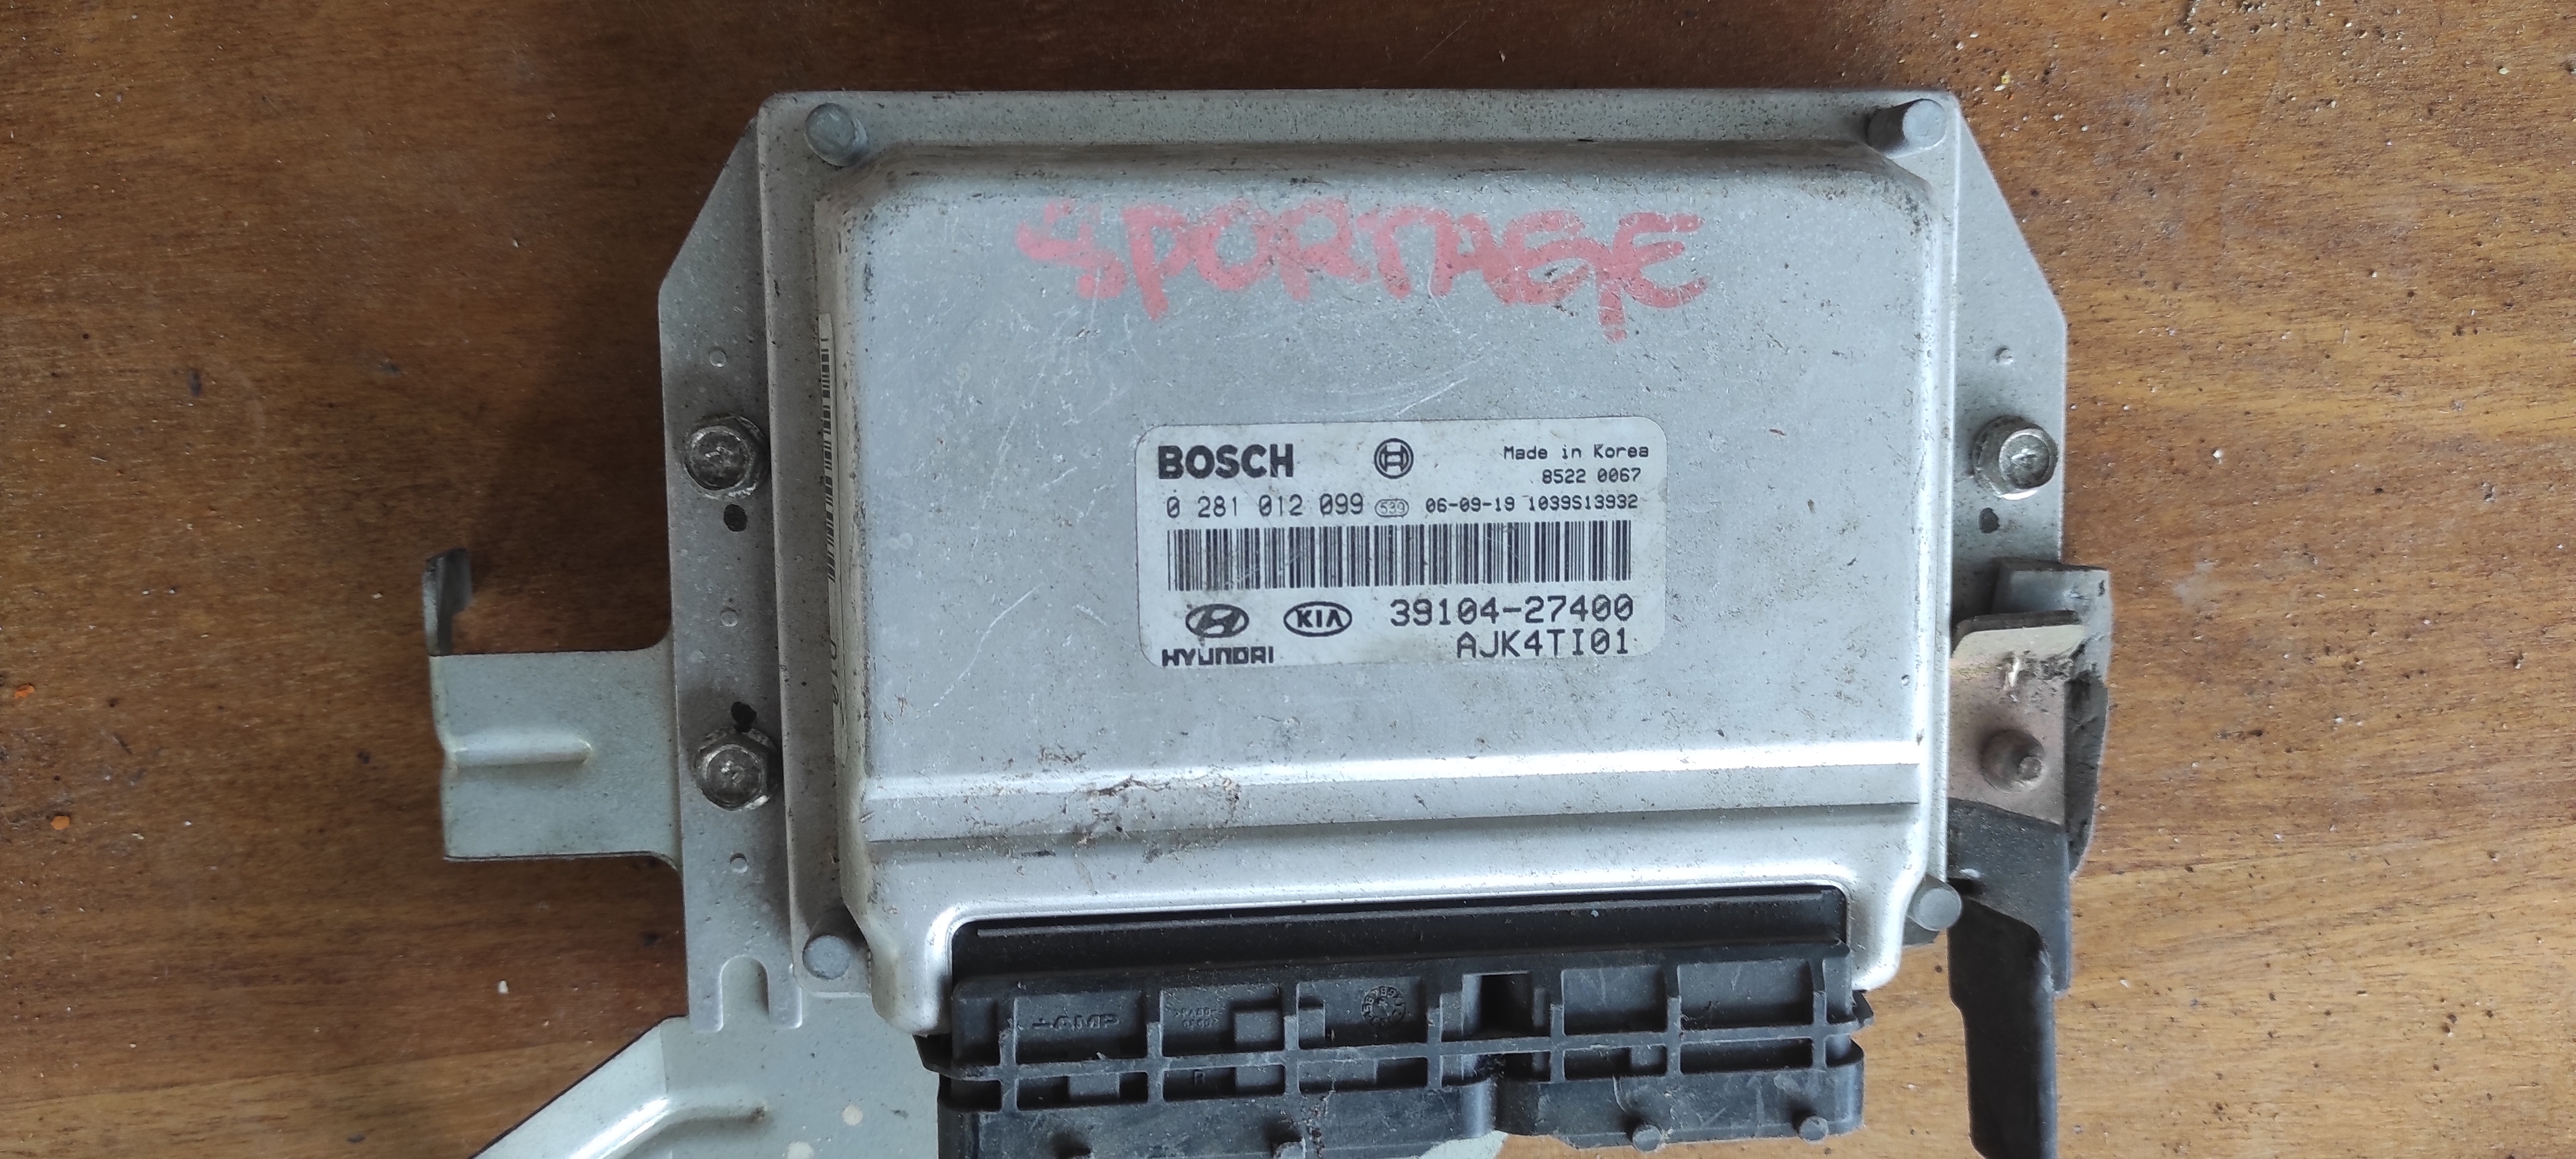 SPORTAGE
BOSCH
Made in Korea
8522 0067
0 281 012 099 539 06-09-19 1039S13932
KIA 39104-27400
HYUNDAI AJK4TI01
AMP